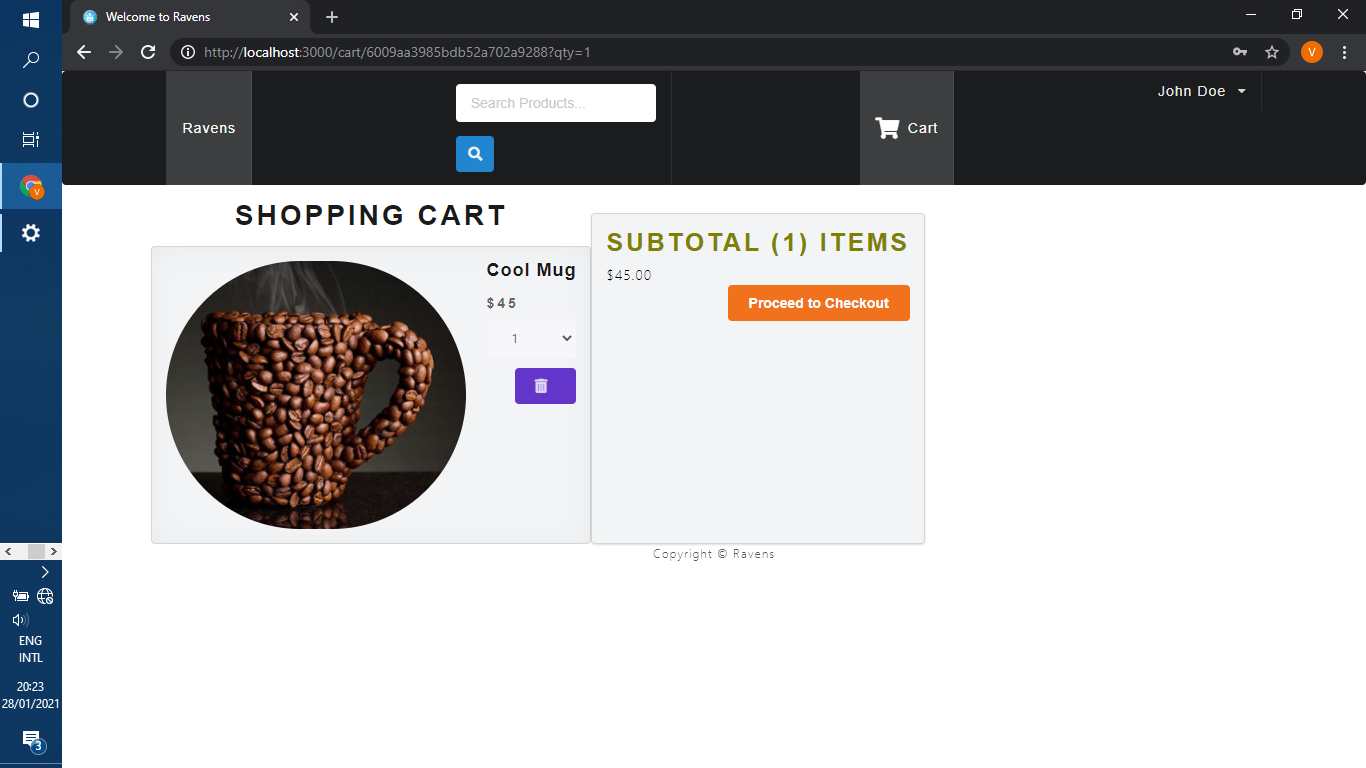 Welcome to Ravens
http://localhost:3000/cart/6009aa3985bdb52a702a9288?qty=1
V
Ravens
Search Products...
Cart
John Doe
SHOPPING CART
Cool Mug
$45
1
SUBTOTAL (1) ITEMS
$45.00
Proceed to Checkout
Copyright © Ravens
V
ENG
INTL
20:23
28/01/2021
3